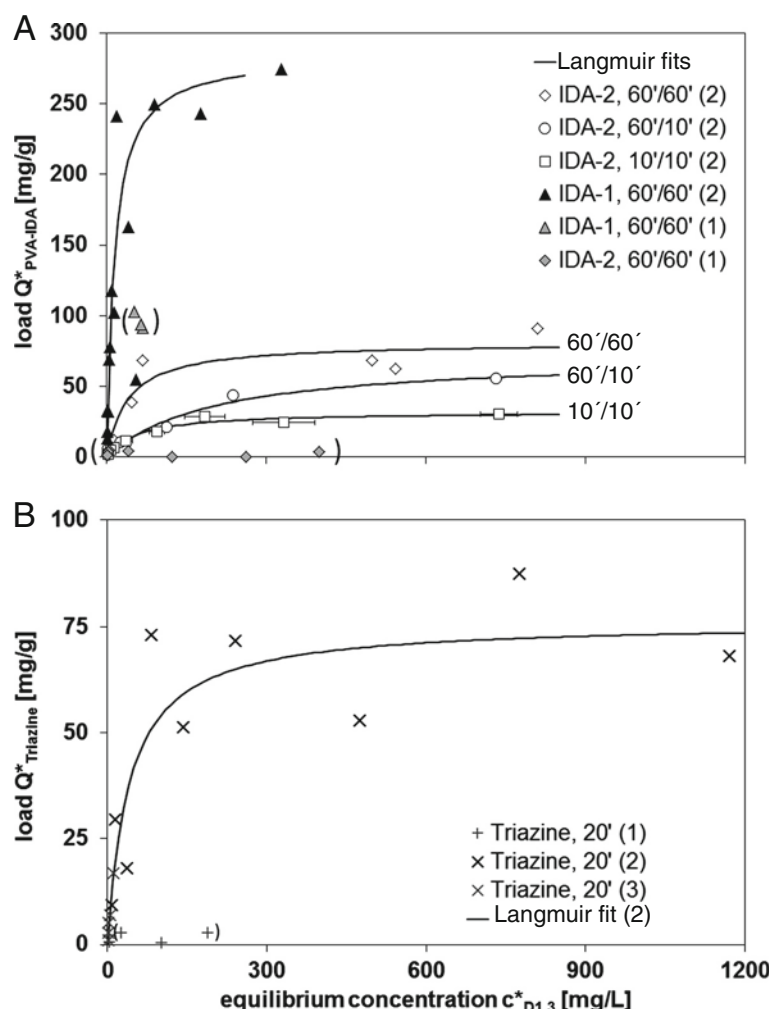 A
300
250
200
150
100
50
0
load Q*PVA-IDA [mg/g]
Langmuir fits
IDA-2, 60'/60' (2)
IDA-2, 60'/10' (2)
IDA-2, 10'/10' (2)
IDA-1, 60'/60' (2)
IDA-1, 60'/60' (1)
IDA-2, 60'/60' (1)
( )
60´/60´
60´/10´
10´/10´
( )
B
100
75
50
25
0
load Q*Triazine [mg/g]
Triazine, 20' (1)
Triazine, 20' (2)
Triazine, 20' (3)
Langmuir fit (2)
( )
0 300 600 900 1200
equilibrium concentration c*D1.3 [mg/L]